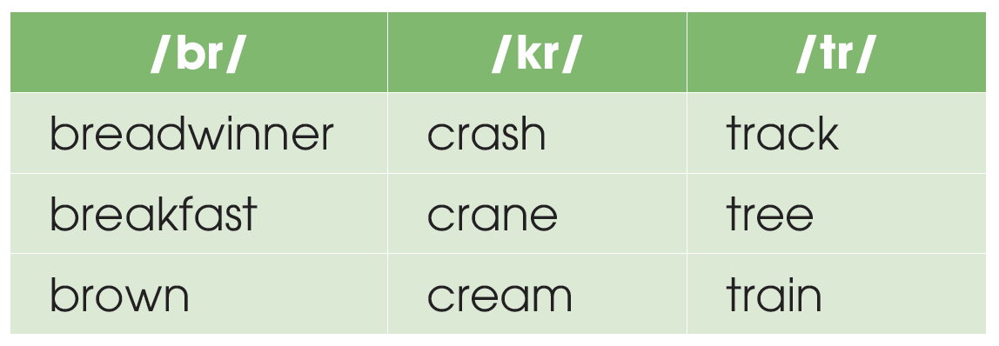 /br/ /kr/ /tr/
breadwinner crash track
breakfast crane tree
brown cream train